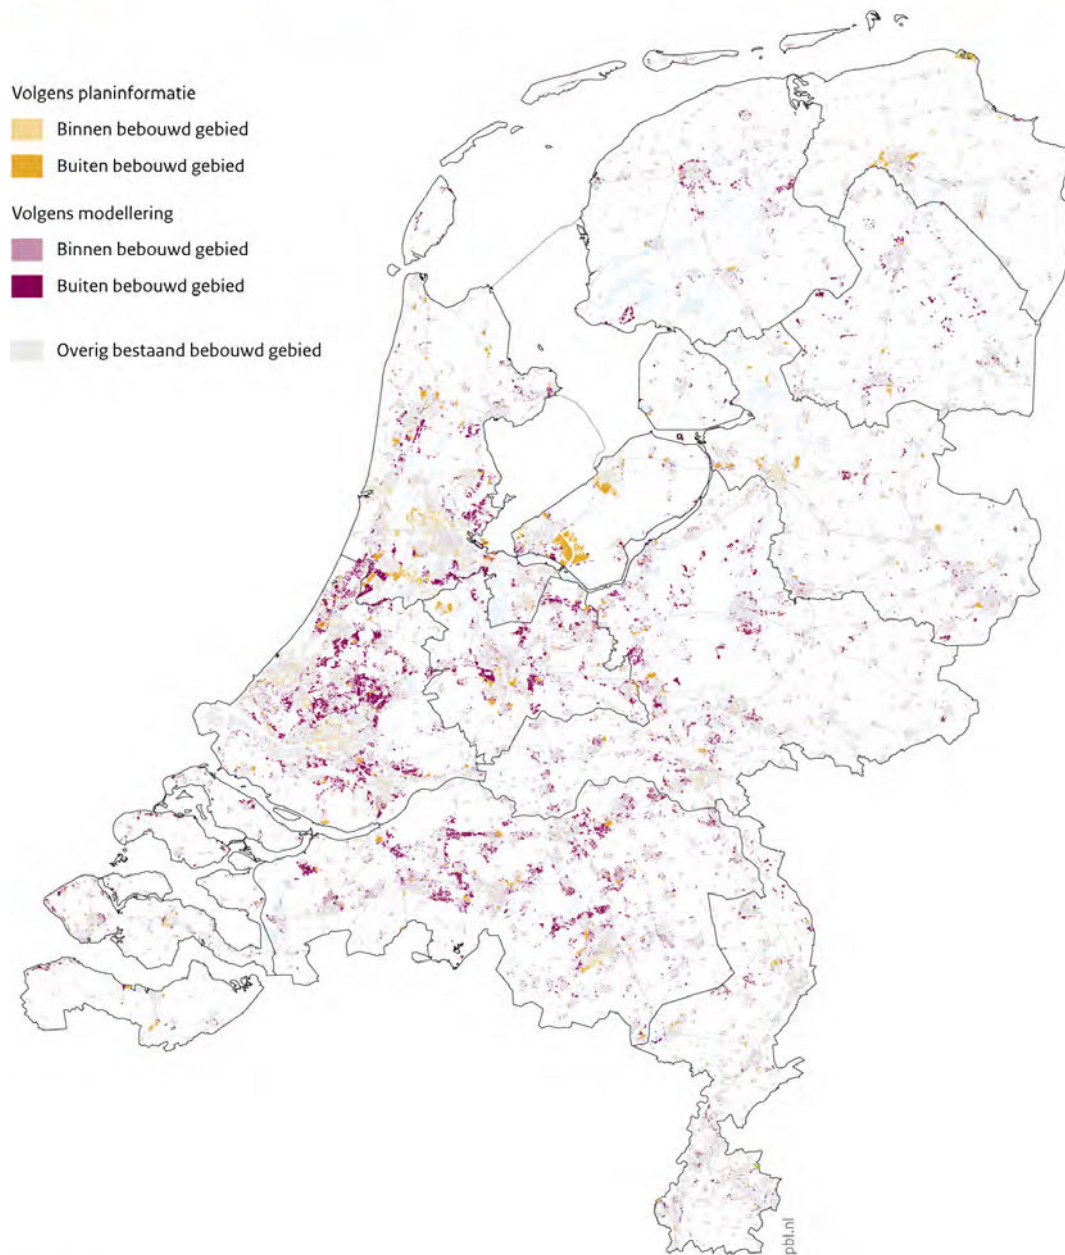 Volgens planinformatie
Binnen bebouwd gebied
Buiten bebouwd gebied
Volgens modellering
Binnen bebouwd gebied
Buiten bebouwd gebied
Overig bestaand bebouwd gebied
pbl.nl